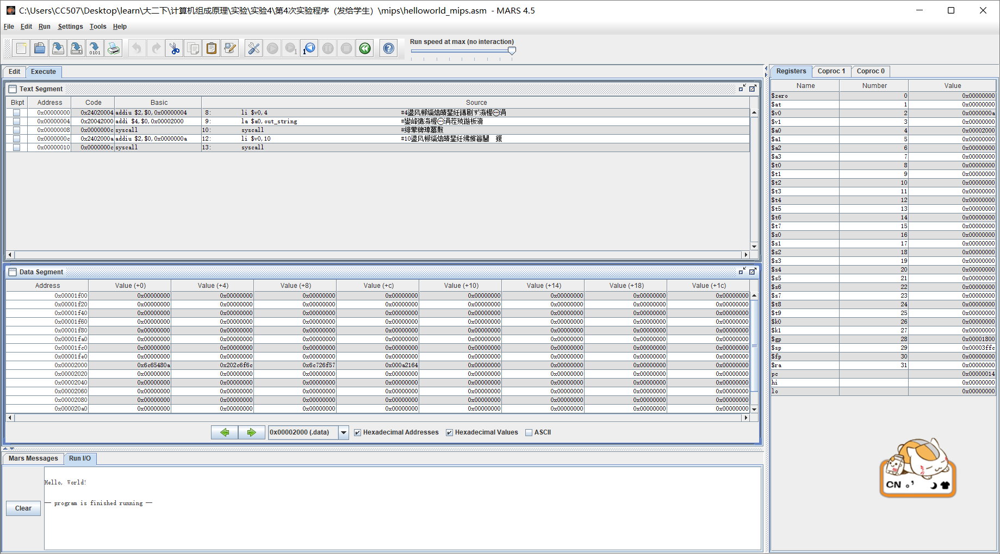 C:\Users\CC507\Desktop\learn\大二下\计算机组成原理\实验\实验4\第4次实验程序（发给学生）\mips\helloworld_mips.asm - MARS 4.5
File Edit Run Settings Tools Help
Run speed at max (no interaction)
Edit Execute
Text Segment
Bkpt Address Code Basic Source
0x00000000 0x24020004 addiu $2,$0,0x00000004 8: li $v0,4
0x00000004 0x20042000 addi $4,$0,0x00002000 9: la $a0,out_string
0x00000008 0x0000000c syscall 10: syscall
0x0000000c 0x2402000a addiu $2,$0,0x0000000a 12: li $v0,10
0x00000010 0x0000000c syscall 13: syscall
Data Segment
Address Value (+0) Value (+4) Value (+8) Value (+c) Value (+10) Value (+14) Value (+18) Value (+1c)
0x00001f00 0x00000000 0x00000000 0x00000000 0x00000000 0x00000000 0x00000000 0x00000000 0x00000000
0x00001f20 0x00000000 0x00000000 0x00000000 0x00000000 0x00000000 0x00000000 0x00000000 0x00000000
0x00001f40 0x00000000 0x00000000 0x00000000 0x00000000 0x00000000 0x00000000 0x00000000 0x00000000
0x00001f60 0x00000000 0x00000000 0x00000000 0x00000000 0x00000000 0x00000000 0x00000000 0x00000000
0x00001f80 0x00000000 0x00000000 0x00000000 0x00000000 0x00000000 0x00000000 0x00000000 0x00000000
0x00001fa0 0x00000000 0x00000000 0x00000000 0x00000000 0x00000000 0x00000000 0x00000000 0x00000000
0x00001fc0 0x00000000 0x00000000 0x00000000 0x00000000 0x00000000 0x00000000 0x00000000 0x00000000
0x00001fe0 0x00000000 0x00000000 0x00000000 0x00000000 0x00000000 0x00000000 0x00000000 0x00000000
0x00002000 0x6c65480a 0x202c6f6c 0x6c726f57 0x000a2164 0x00000000 0x00000000 0x00000000 0x00000000
0x00002020 0x00000000 0x00000000 0x00000000 0x00000000 0x00000000 0x00000000 0x00000000 0x00000000
0x00002040 0x00000000 0x00000000 0x00000000 0x00000000 0x00000000 0x00000000 0x00000000 0x00000000
0x00002060 0x00000000 0x00000000 0x00000000 0x00000000 0x00000000 0x00000000 0x00000000 0x00000000
0x00002080 0x00000000 0x00000000 0x00000000 0x00000000 0x00000000 0x00000000 0x00000000 0x00000000
0x000020a0 0x00000000 0x00000000 0x00000000 0x00000000 0x00000000 0x00000000 0x00000000 0x00000000
0x00002000 (.data) Hexadecimal Addresses Hexadecimal Values ASCII
Mars Messages Run I/O
Hello, World!
-- program is finished running --
Clear
Registers Coproc 1 Coproc 0
Name Number Value
$zero 0 0x00000000
$at 1 0x00000000
$v0 2 0x0000000a
$v1 3 0x00000000
$a0 4 0x00002000
$a1 5 0x00000000
$a2 6 0x00000000
$a3 7 0x00000000
$t0 8 0x00000000
$t1 9 0x00000000
$t2 10 0x00000000
$t3 11 0x00000000
$t4 12 0x00000000
$t5 13 0x00000000
$t6 14 0x00000000
$t7 15 0x00000000
$s0 16 0x00000000
$s1 17 0x00000000
$s2 18 0x00000000
$s3 19 0x00000000
$s4 20 0x00000000
$s5 21 0x00000000
$s6 22 0x00000000
$s7 23 0x00000000
$t8 24 0x00000000
$t9 25 0x00000000
$k0 26 0x00000000
$k1 27 0x00000000
$gp 28 0x00001800
$sp 29 0x00003ffc
$fp 30 0x00000000
$ra 31 0x00000000
pc 0x00000014
hi 0x00000000
lo 0x00000000
CN